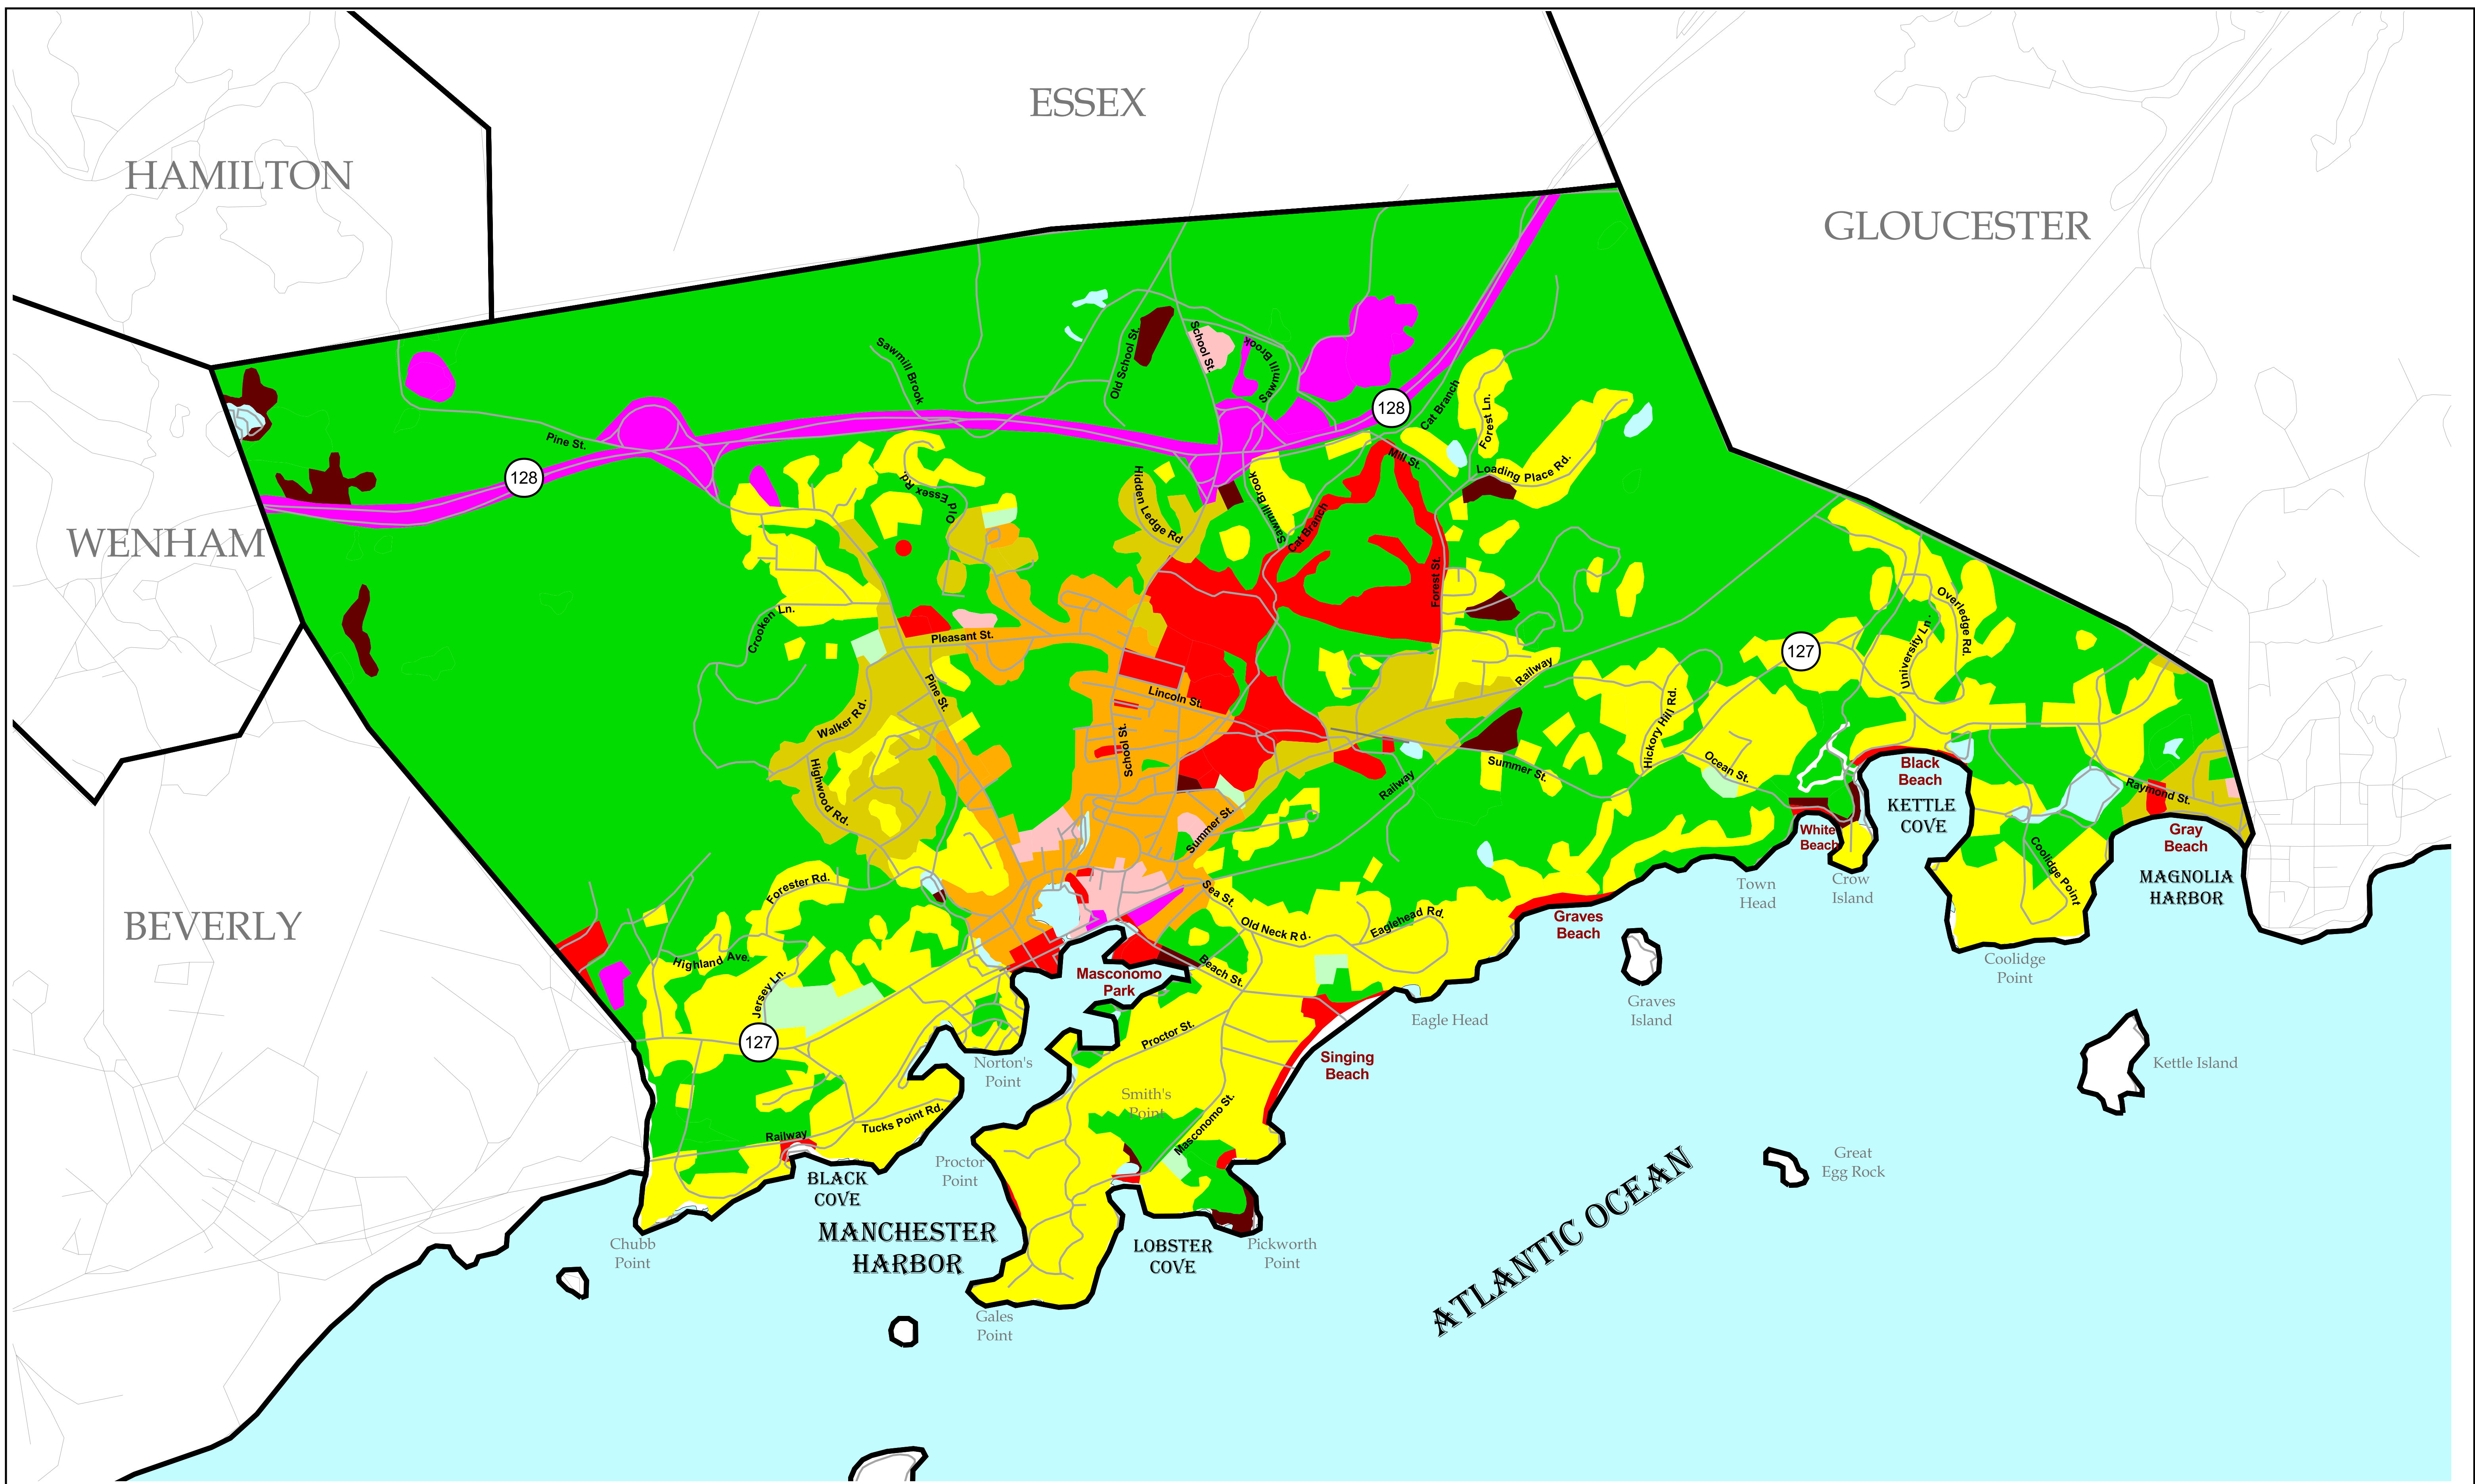 ESSEX
HAMILTON
GLOUCESTER
WENHAM
BEVERLY
Sawmill Brook
Old School St.
School St.
Sawmill Brook
128
Cat Branch
Forest Ln.
Pine St.
128
Mill St.
Loading Place Rd.
Old Essex Rd.
Hidden Ledge Rd
Sawmill Brook
Cat Branch
Forest St.
Crooken Ln.
Pleasant St.
Overledge Rd.
University Ln.
127
Railway
Pine St.
Lincoln St.
Walker Rd.
Hickory Hill Rd.
School St.
Highwood Rd.
Summer St.
Ocean St.
Railway
Black
Beach
KETTLE
COVE
Raymond St.
White
Beach
Gray
Beach
Summer St.
Coolidge Point
Town
Head
Crow
Island
MAGNOLIA
HARBOR
Forester Rd.
Sea St.
Old Neck Rd.
Eaglehead Rd.
Graves
Beach
Highland Ave.
Jersey Ln.
Masconomo
Park
Beach St.
Coolidge
Point
Graves
Island
Eagle Head
127
Proctor St.
Norton's
Point
Singing
Beach
Kettle Island
Smith's
Point
Tucks Point Rd.
Masconomo St.
Railway
Proctor
Point
Great
Egg Rock
BLACK
COVE
MANCHESTER
HARBOR
LOBSTER
COVE
Pickworth
Point
Chubb
Point
Gales
Point
ATLANTIC OCEAN